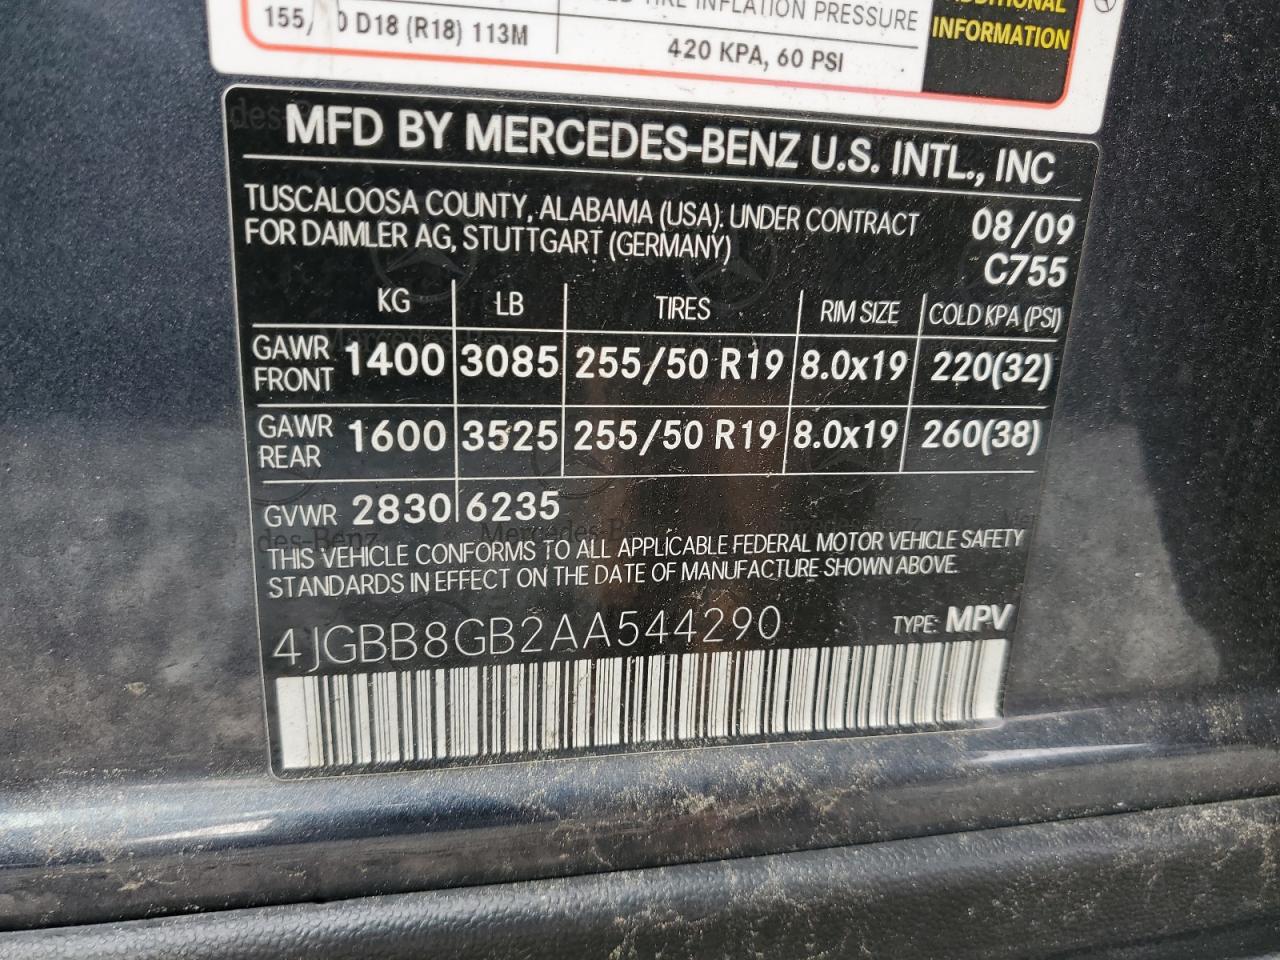 TIRE INFLATION PRESSURE
ADDITIONAL
INFORMATION
155/ 0 D18 (R18) 113M
420 KPA, 60 PSI
MFD BY MERCEDES-BENZ U.S. INTL., INC
TUSCALOOSA COUNTY, ALABAMA (USA). UNDER CONTRACT
FOR DAIMLER AG, STUTTGART (GERMANY)
08/09
C755
KG LB TIRES RIM SIZE COLD KPA (PSI)
GAWR FRONT 1400 3085 255/50 R19 8.0x19 220(32)
GAWR REAR 1600 3525 255/50 R19 8.0x19 260(38)
GVWR 2830 6235
THIS VEHICLE CONFORMS TO ALL APPLICABLE FEDERAL MOTOR VEHICLE SAFETY
STANDARDS IN EFFECT ON THE DATE OF MANUFACTURE SHOWN ABOVE.
4JGBB8GB2AA544290 TYPE: MPV